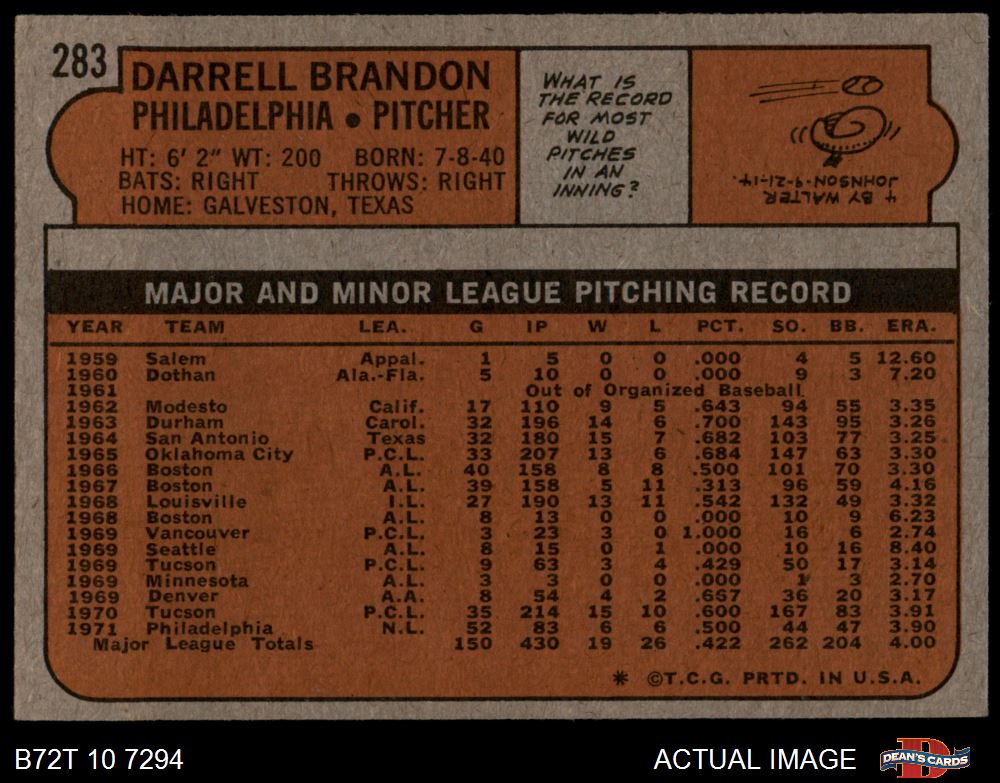 283
DARRELL BRANDON
PHILADELPHIA • PITCHER
HT: 6' 2" WT: 200 BORN: 7-8-40
BATS: RIGHT THROWS: RIGHT
HOME: GALVESTON, TEXAS
WHAT IS
THE RECORD
FOR MOST
WILD
PITCHES
IN AN
INNING?
4 BY WALTER
JOHNSON-9-21-14.
MAJOR AND MINOR LEAGUE PITCHING RECORD
YEAR TEAM LEA. G IP W L PCT. SO. BB. ERA.
1959 Salem Appal. 1 5 0 0 .000 4 5 12.60
1960 Dothan Ala.-Fla. 5 10 0 0 .000 9 3 7.20
1961 Out of Organized Baseball
1962 Modesto Calif. 17 110 9 5 .643 94 55 3.35
1963 Durham Carol. 32 196 14 6 .700 143 95 3.26
1964 San Antonio Texas 32 180 15 7 .682 103 77 3.25
1965 Oklahoma City P.C.L. 33 207 13 6 .684 147 63 3.30
1966 Boston A.L. 40 158 8 8 .500 101 70 3.30
1967 Boston A.L. 39 158 5 11 .313 96 59 4.16
1968 Louisville I.L. 27 190 13 11 .542 132 49 3.32
1968 Boston A.L. 8 13 0 0 .000 10 9 6.23
1969 Vancouver P.C.L. 3 23 3 0 1.000 16 6 2.74
1969 Seattle A.L. 8 15 0 1 .000 10 16 8.40
1969 Tucson P.C.L. 9 63 3 4 .429 50 17 3.14
1969 Minnesota A.L. 3 3 0 0 .000 1 3 2.70
1969 Denver A.A. 8 54 4 2 .667 36 20 3.17
1970 Tucson P.C.L. 35 214 15 10 .600 167 83 3.91
1971 Philadelphia N.L. 52 83 6 6 .500 44 47 3.90
Major League Totals 150 430 19 26 .422 262 204 4.00
* ©T.C.G. PRTD. IN U.S.A.
B72T 10 7294
ACTUAL IMAGE
D
DEAN'S CARDS